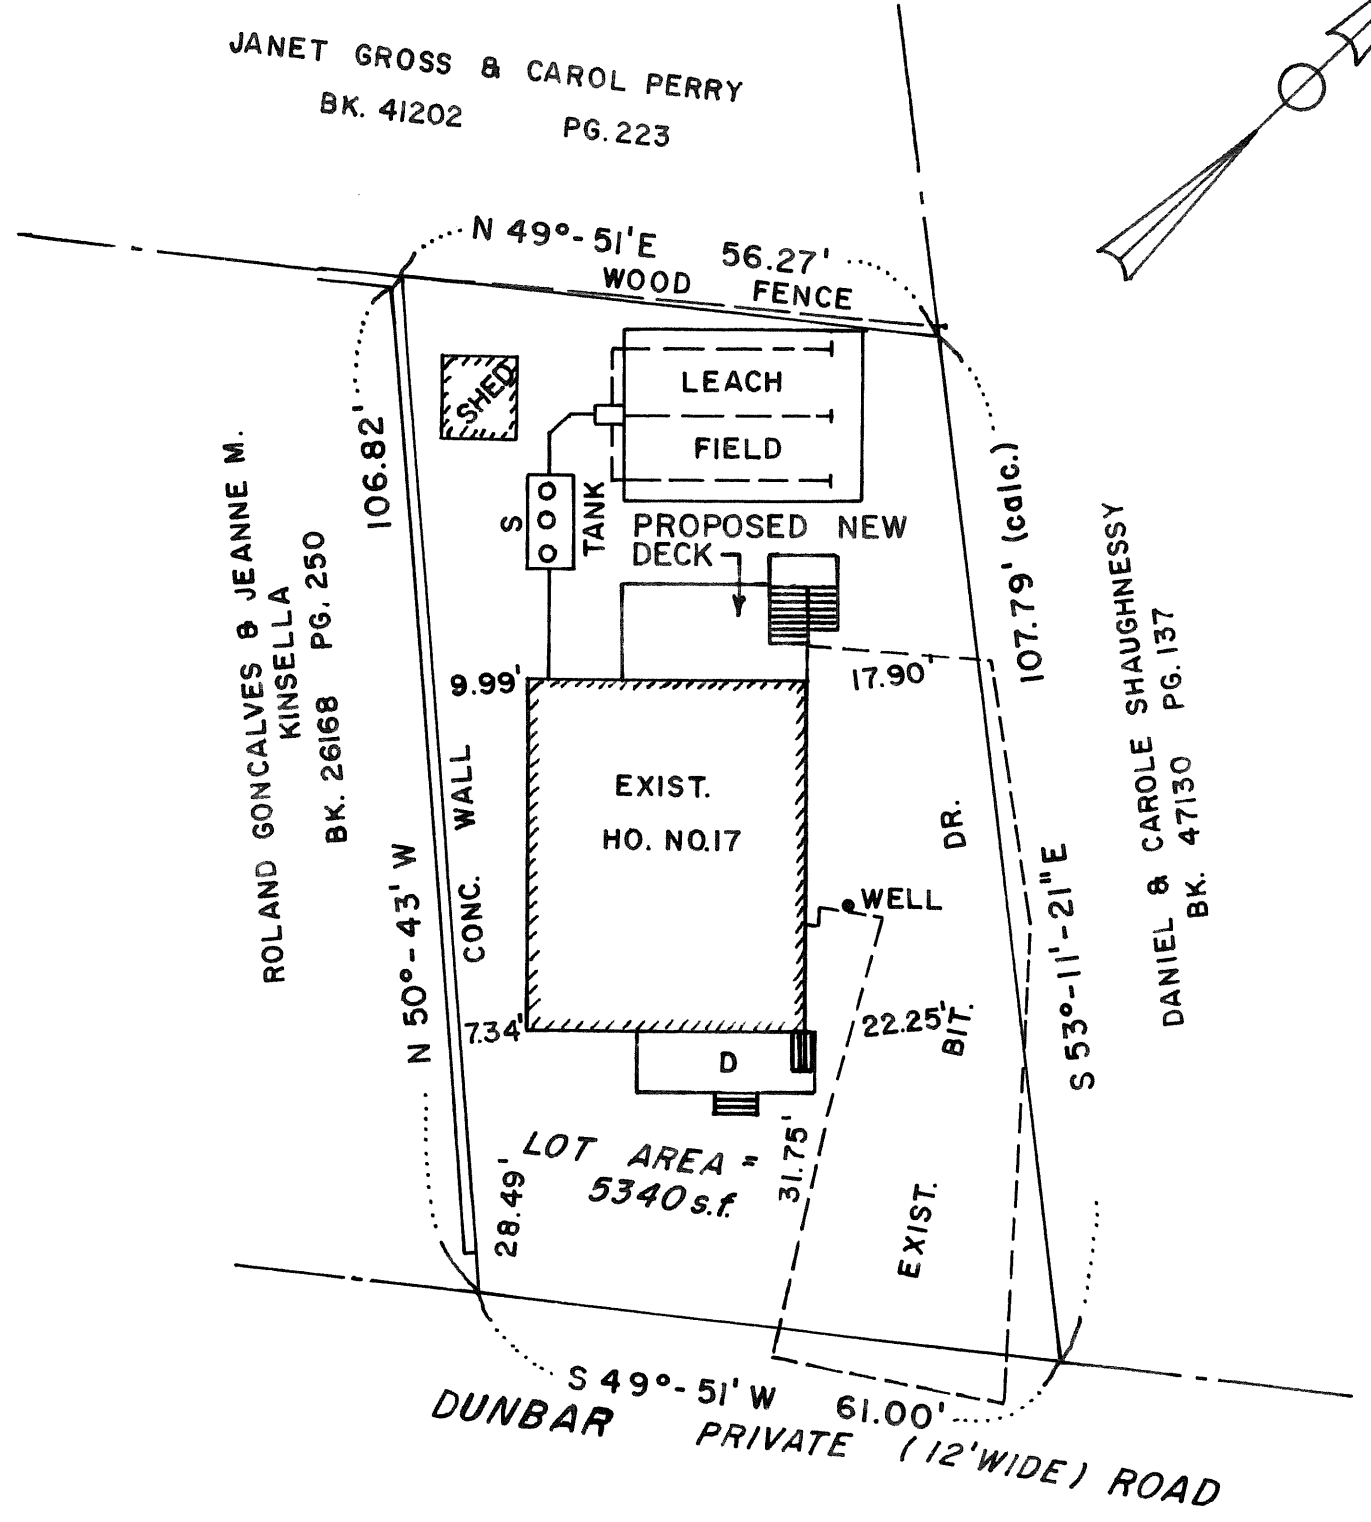 JANET GROSS & CAROL PERRY
BK. 41202 PG. 223
N 49°-51'E 56.27'
WOOD FENCE
SHED
LEACH
FIELD
S
TANK
PROPOSED NEW
DECK
106.82'
107.79' (calc.)
ROLAND GONCALVES & JEANNE M.
KINSELLA
BK. 26168 PG. 250
DANIEL & CAROLE SHAUGHNESSY
BK. 47130 PG. 137
9.99'
17.90'
CONC. WALL
EXIST.
HO. NO.17
WELL
N 50°-43' W
S 53°-11'-21"E
7.34'
22.25'
EXIST. BIT. DR.
D
28.49'
31.75'
LOT AREA =
5340 s.f.
S 49°-51' W 61.00'
DUNBAR PRIVATE (12'WIDE) ROAD